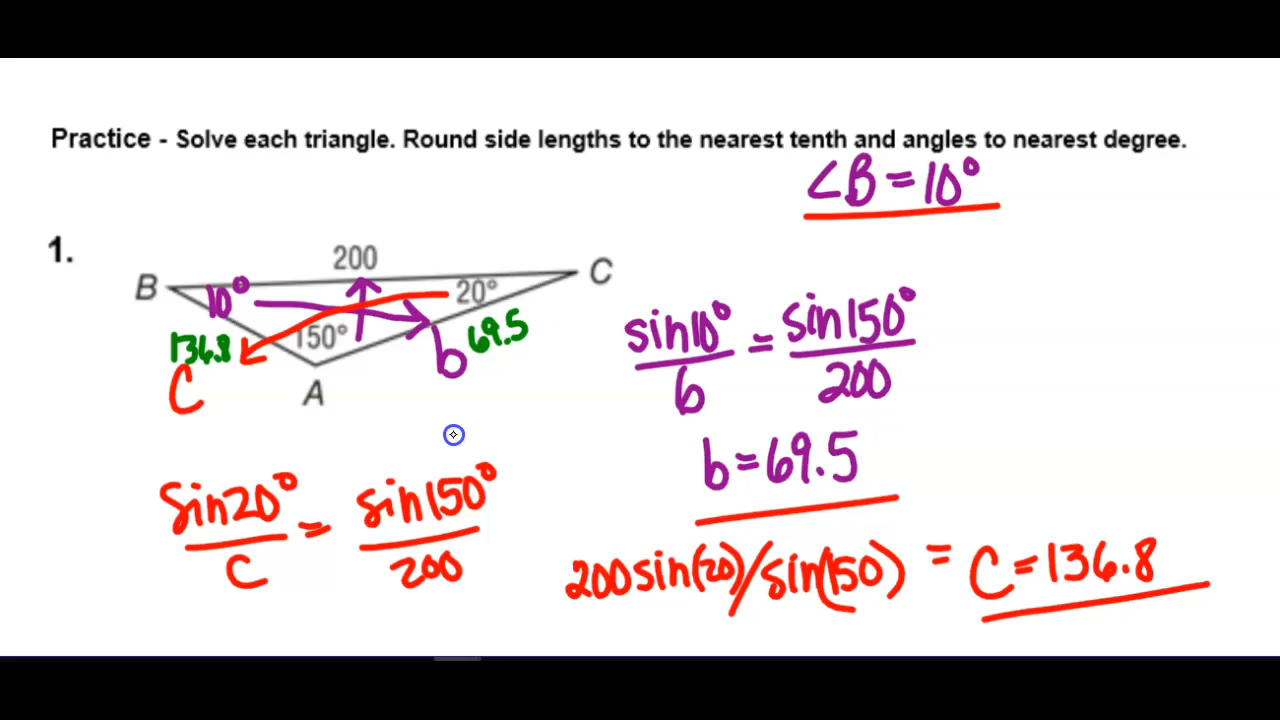 Practice - Solve each triangle. Round side lengths to the nearest tenth and angles to nearest degree.
∠B = 10°
1.
200
B
10°
20°
C
136.8
150°
69.5
C
A
b
sin10° / b = sin150° / 200
b = 69.5
sin20° / C = sin150° / 200
200sin(20)/sin(150) = C = 136.8